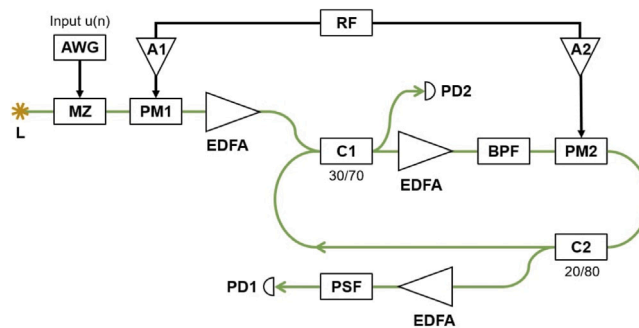 Input u(n)
AWG
A1
RF
A2
MZ
PM1
L
EDFA
PD2
C1
30/70
EDFA
BPF
PM2
C2
20/80
PD1
PSF
EDFA